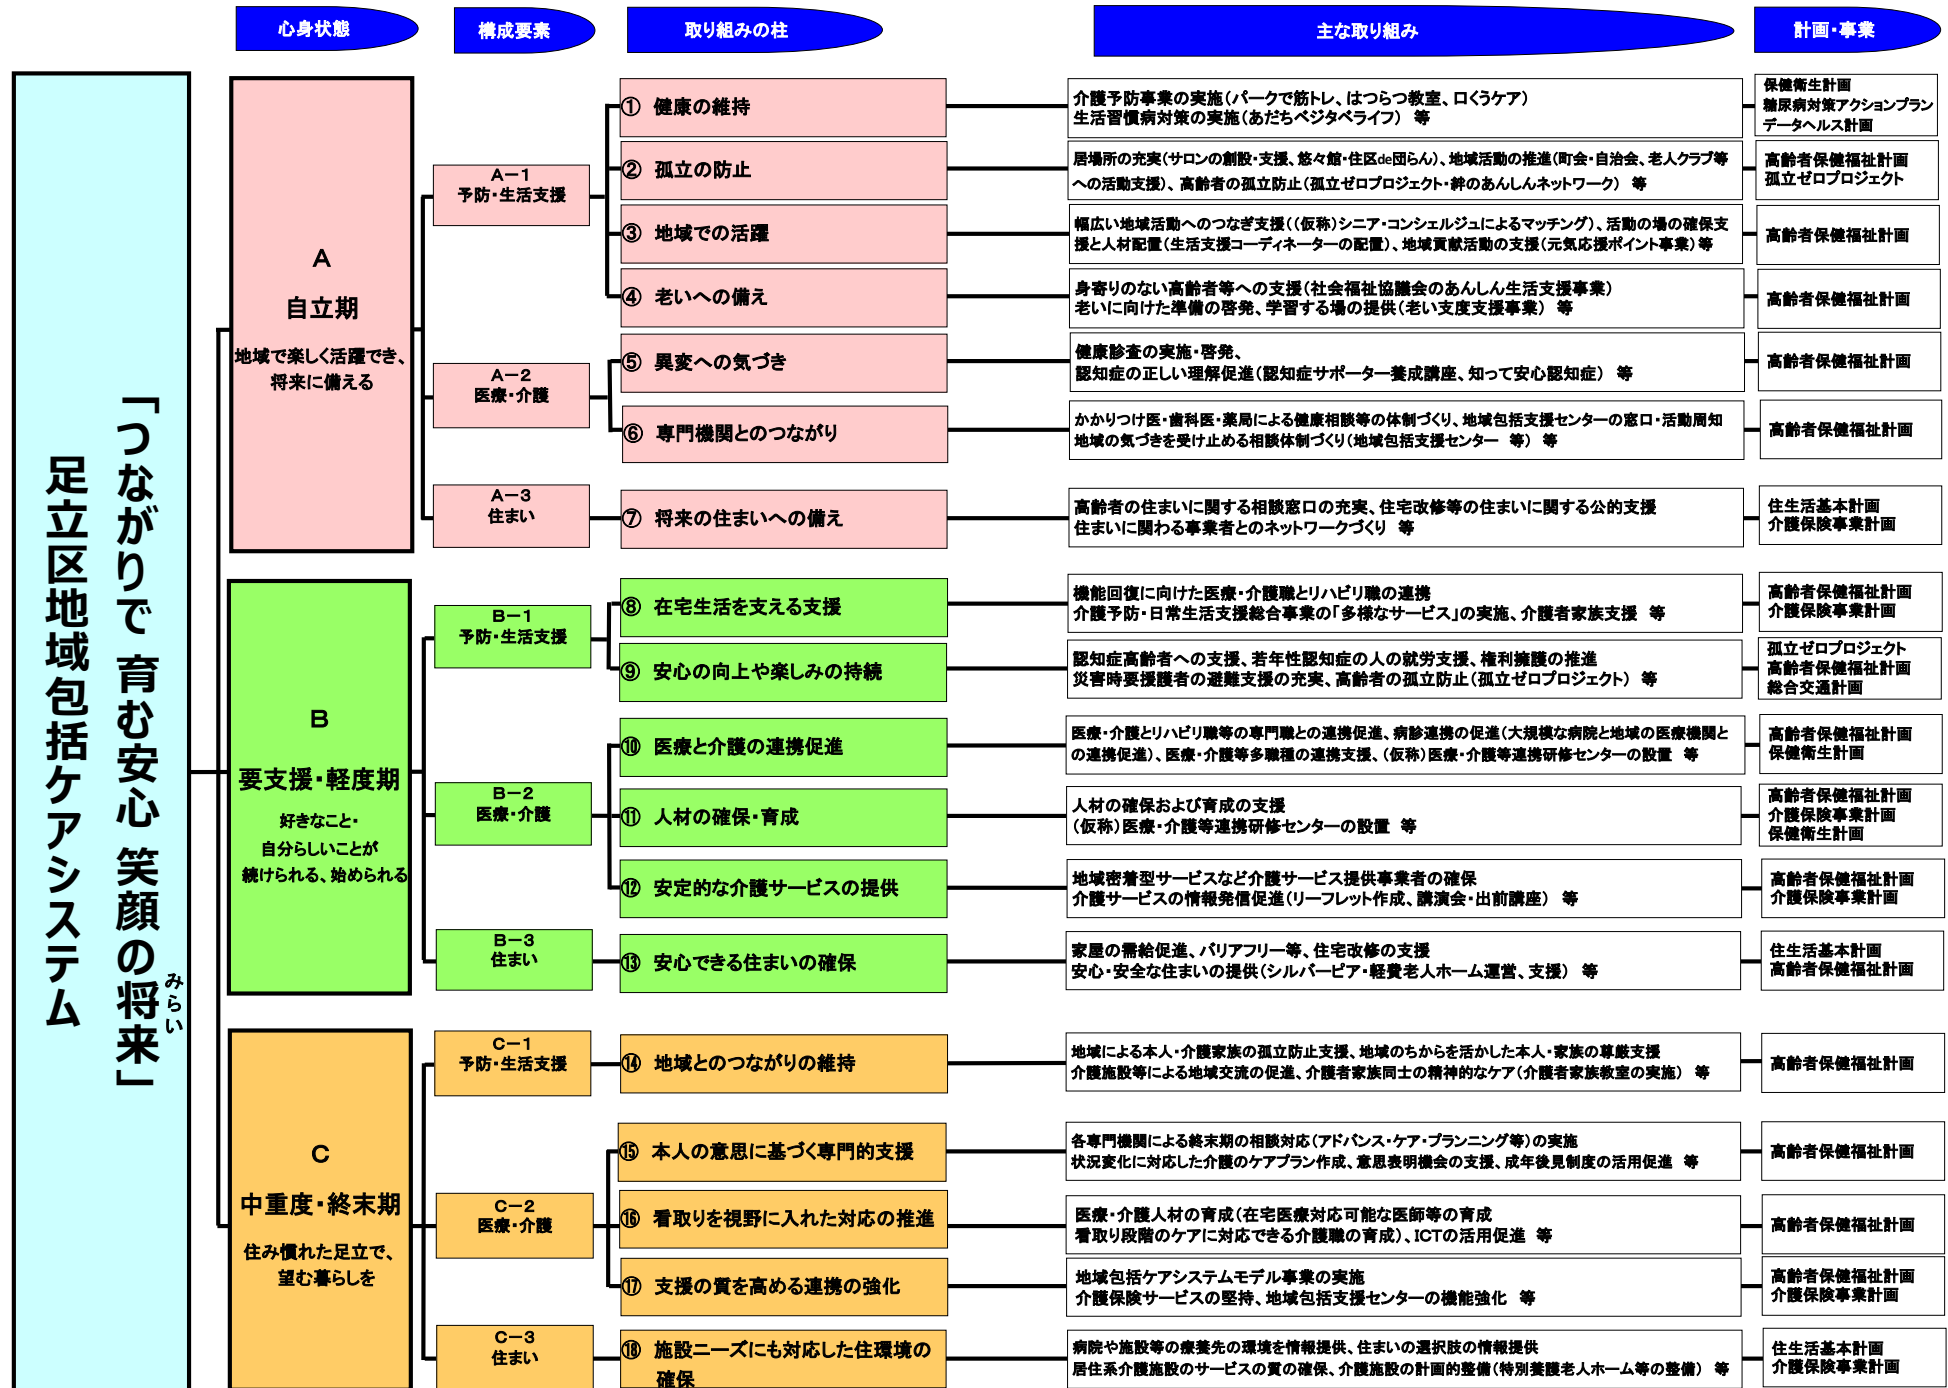 心身状態
構成要素
取り組みの柱
主な取り組み
計画・事業
「つながりで 育む安心 笑顔の将来」
みらい
足立区地域包括ケアシステム
A
自立期
地域で楽しく活躍でき、
将来に備える
A－1
予防・生活支援
① 健康の維持
介護予防事業の実施（パークで筋トレ、はつらつ教室、口くうケア）
生活習慣病対策の実施（あだちベジタベライフ） 等
保健衛生計画
糖尿病対策アクションプラン
データヘルス計画
② 孤立の防止
居場所の充実（サロンの創設・支援、悠々館・住区de団らん）、地域活動の推進（町会・自治会、老人クラブ等
への活動支援）、高齢者の孤立防止（孤立ゼロプロジェクト・絆のあんしんネットワーク） 等
高齢者保健福祉計画
孤立ゼロプロジェクト
③ 地域での活躍
幅広い地域活動へのつなぎ支援（（仮称）シニア・コンシェルジュによるマッチング）、活動の場の確保支
援と人材配置（生活支援コーディネーターの配置）、地域貢献活動の支援（元気応援ポイント事業）等
高齢者保健福祉計画
④ 老いへの備え
身寄りのない高齢者等への支援（社会福祉協議会のあんしん生活支援事業）
老いに向けた準備の啓発、学習する場の提供（老い支度支援事業） 等
高齢者保健福祉計画
A－2
医療・介護
⑤ 異変への気づき
健康診査の実施・啓発、
認知症の正しい理解促進（認知症サポーター養成講座、知って安心認知症） 等
高齢者保健福祉計画
⑥ 専門機関とのつながり
かかりつけ医・歯科医・薬局による健康相談等の体制づくり、地域包括支援センターの窓口・活動周知
地域の気づきを受け止める相談体制づくり（地域包括支援センター 等） 等
高齢者保健福祉計画
A－3
住まい
⑦ 将来の住まいへの備え
高齢者の住まいに関する相談窓口の充実、住宅改修等の住まいに関する公的支援
住まいに関わる事業者とのネットワークづくり 等
住生活基本計画
介護保険事業計画
B
要支援・軽度期
好きなこと・
自分らしいことが
続けられる、始められる
B－1
予防・生活支援
⑧ 在宅生活を支える支援
機能回復に向けた医療・介護職とリハビリ職の連携
介護予防・日常生活支援総合事業の「多様なサービス」の実施、介護者家族支援 等
高齢者保健福祉計画
介護保険事業計画
⑨ 安心の向上や楽しみの持続
認知症高齢者への支援、若年性認知症の人の就労支援、権利擁護の推進
災害時要援護者の避難支援の充実、高齢者の孤立防止（孤立ゼロプロジェクト） 等
孤立ゼロプロジェクト
高齢者保健福祉計画
総合交通計画
B－2
医療・介護
⑩ 医療と介護の連携促進
医療・介護とリハビリ職等の専門職との連携促進、病診連携の促進（大規模な病院と地域の医療機関と
の連携促進）、医療・介護等多職種の連携支援、（仮称）医療・介護等連携研修センターの設置 等
高齢者保健福祉計画
保健衛生計画
⑪ 人材の確保・育成
人材の確保および育成の支援
（仮称）医療・介護等連携研修センターの設置 等
高齢者保健福祉計画
介護保険事業計画
保健衛生計画
⑫ 安定的な介護サービスの提供
地域密着型サービスなど介護サービス提供事業者の確保
介護サービスの情報発信促進（リーフレット作成、講演会・出前講座） 等
高齢者保健福祉計画
介護保険事業計画
B－3
住まい
⑬ 安心できる住まいの確保
家屋の需給促進、バリアフリー等、住宅改修の支援
安心・安全な住まいの提供（シルバーピア・軽費老人ホーム運営、支援） 等
住生活基本計画
高齢者保健福祉計画
C
中重度・終末期
住み慣れた足立で、
望む暮らしを
C－1
予防・生活支援
⑭ 地域とのつながりの維持
地域による本人・介護家族の孤立防止支援、地域のちからを活かした本人・家族の尊厳支援
介護施設等による地域交流の促進、介護者家族同士の精神的なケア（介護者家族教室の実施） 等
高齢者保健福祉計画
C－2
医療・介護
⑮ 本人の意思に基づく専門的支援
各専門機関による終末期の相談対応（アドバンス・ケア・プランニング等）の実施
状況変化に対応した介護のケアプラン作成、意思表明機会の支援、成年後見制度の活用促進 等
高齢者保健福祉計画
⑯ 看取りを視野に入れた対応の推進
医療・介護人材の育成（在宅医療対応可能な医師等の育成
看取り段階のケアに対応できる介護職の育成）、ICTの活用促進 等
高齢者保健福祉計画
⑰ 支援の質を高める連携の強化
地域包括ケアシステムモデル事業の実施
介護保険サービスの堅持、地域包括支援センターの機能強化 等
高齢者保健福祉計画
介護保険事業計画
C－3
住まい
⑱ 施設ニーズにも対応した住環境の
確保
病院や施設等の療養先の環境を情報提供、住まいの選択肢の情報提供
居住系介護施設のサービスの質の確保、介護施設の計画的整備（特別養護老人ホーム等の整備） 等
住生活基本計画
介護保険事業計画